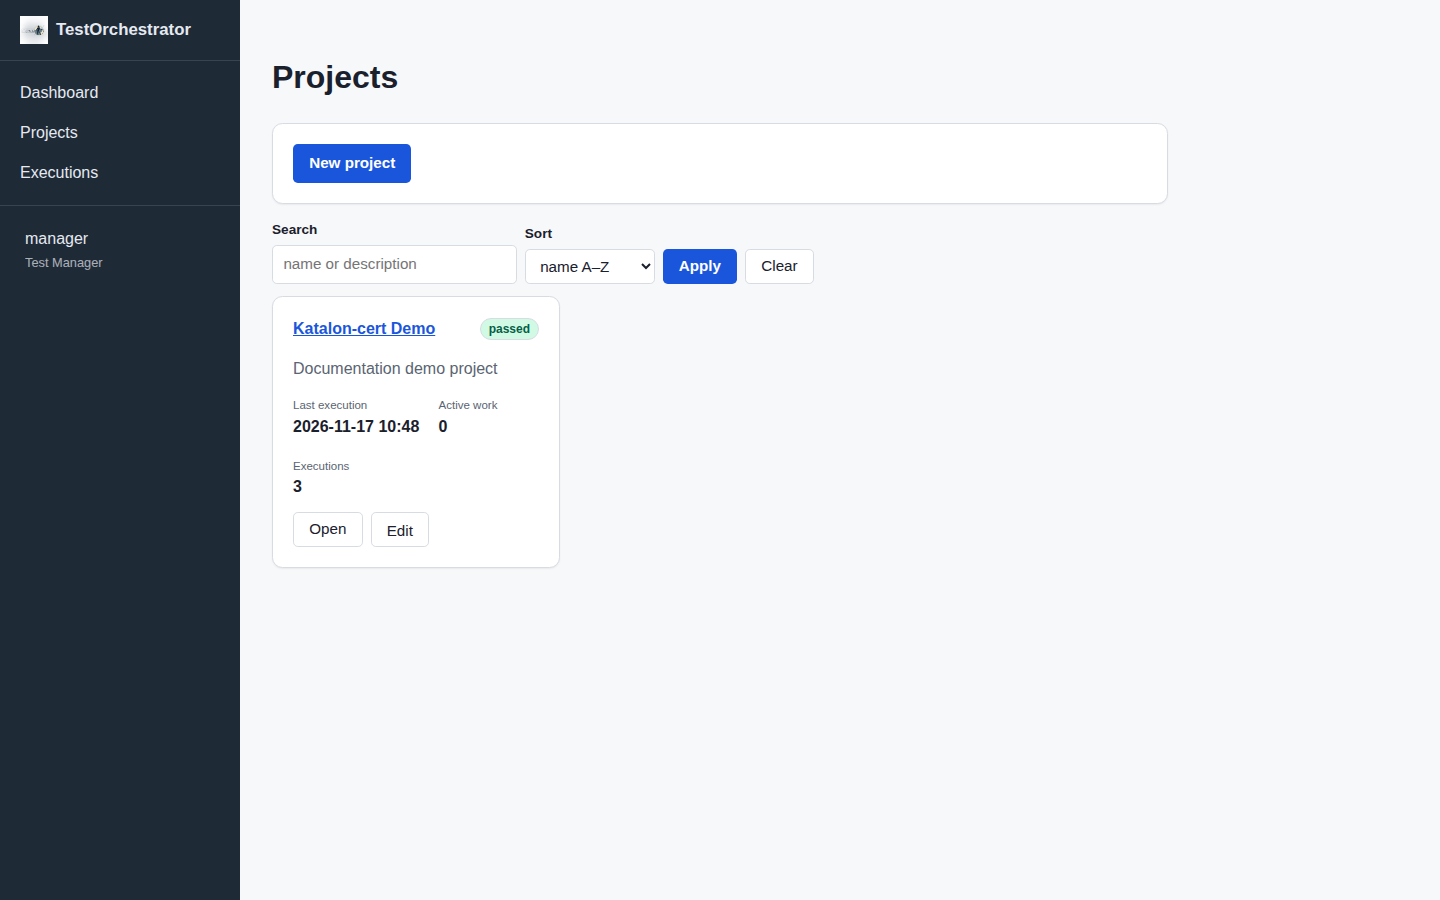 TestOrchestrator
Dashboard
Projects
Executions
manager
Test Manager
Projects
New project
Search
Sort
name or description
name A–Z
Apply
Clear
Katalon-cert Demo
passed
Documentation demo project
Last execution
Active work
2026-11-17 10:48
0
Executions
3
Open
Edit